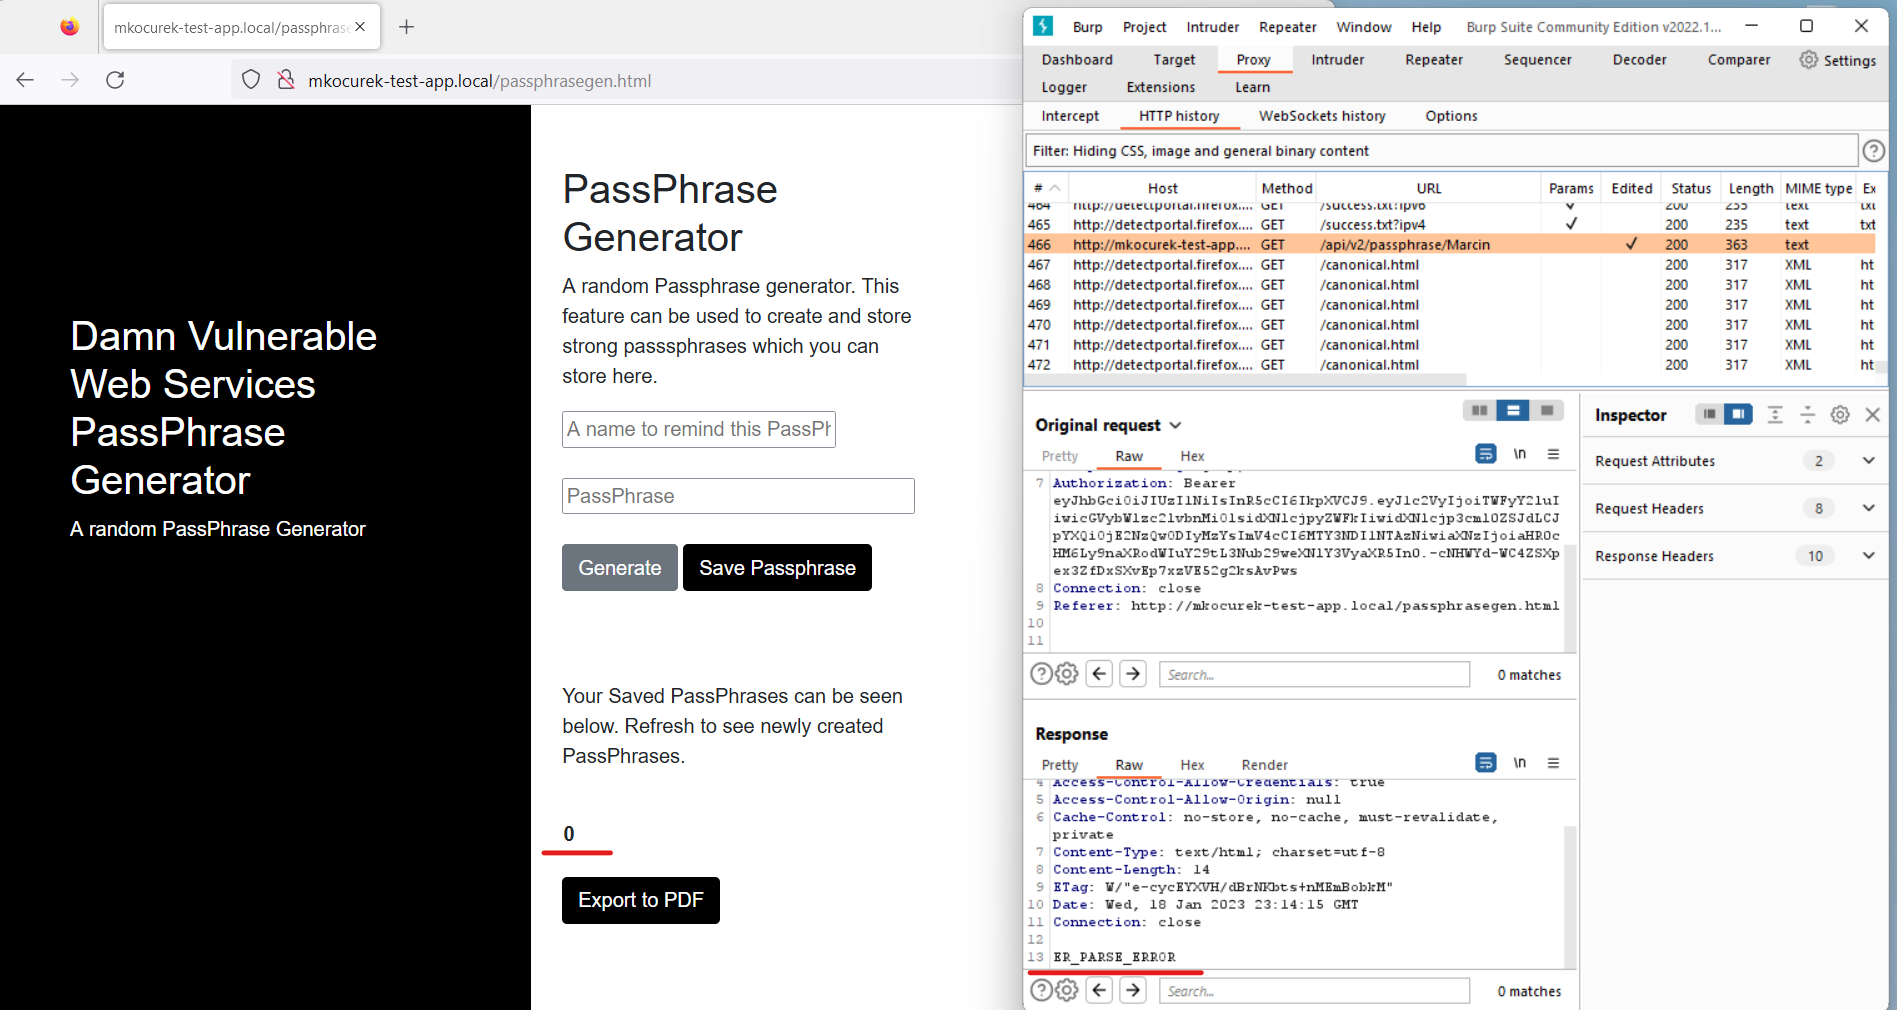 mkocurek-test-app.local/passphrase
mkocurek-test-app.local/passphrasegen.html
Damn Vulnerable
Web Services
PassPhrase
Generator
A random PassPhrase Generator
PassPhrase
Generator
A random Passphrase generator. This
feature can be used to create and store
strong passsphrases which you can
store here.
A name to remind this PassPh
PassPhrase
Generate Save Passphrase
Your Saved PassPhrases can be seen
below. Refresh to see newly created
PassPhrases.
0
Export to PDF
Burp Project Intruder Repeater Window Help Burp Suite Community Edition v2022.1...
Dashboard Target Proxy Intruder Repeater Sequencer Decoder Comparer Settings
Logger Extensions Learn
Intercept HTTP history WebSockets history Options
Filter: Hiding CSS, image and general binary content
# Host Method URL Params Edited Status Length MIME type Ex
464 http://detectportal.firefox.... GET /success.txt?ipv6 ✓ 200 235 text txt
465 http://detectportal.firefox.... GET /success.txt?ipv4 ✓ 200 235 text txt
466 http://mkocurek-test-app.... GET /api/v2/passphrase/Marcin ✓ 200 363 text
467 http://detectportal.firefox.... GET /canonical.html 200 317 XML ht
468 http://detectportal.firefox.... GET /canonical.html 200 317 XML ht
469 http://detectportal.firefox.... GET /canonical.html 200 317 XML ht
470 http://detectportal.firefox.... GET /canonical.html 200 317 XML ht
471 http://detectportal.firefox.... GET /canonical.html 200 317 XML ht
472 http://detectportal.firefox.... GET /canonical.html 200 317 XML ht
Original request
Pretty Raw Hex \n
7 Authorization: Bearer
8 Connection: close
9 Referer: http://mkocurek-test-app.local/passphrasegen.html
10
11
Search... 0 matches
Response
Pretty Raw Hex Render \n
4 Access-Control-Allow-Credentials: true
5 Access-Control-Allow-Origin: null
6 Cache-Control: no-store, no-cache, must-revalidate,
private
7 Content-Type: text/html; charset=utf-8
8 Content-Length: 14
9 ETag:
10 Date: Wed, 18 Jan 2023 23:14:15 GMT
11 Connection: close
12
13 ER_PARSE_ERROR
Search... 0 matches
Inspector
Request Attributes 2
Request Headers 8
Response Headers 10